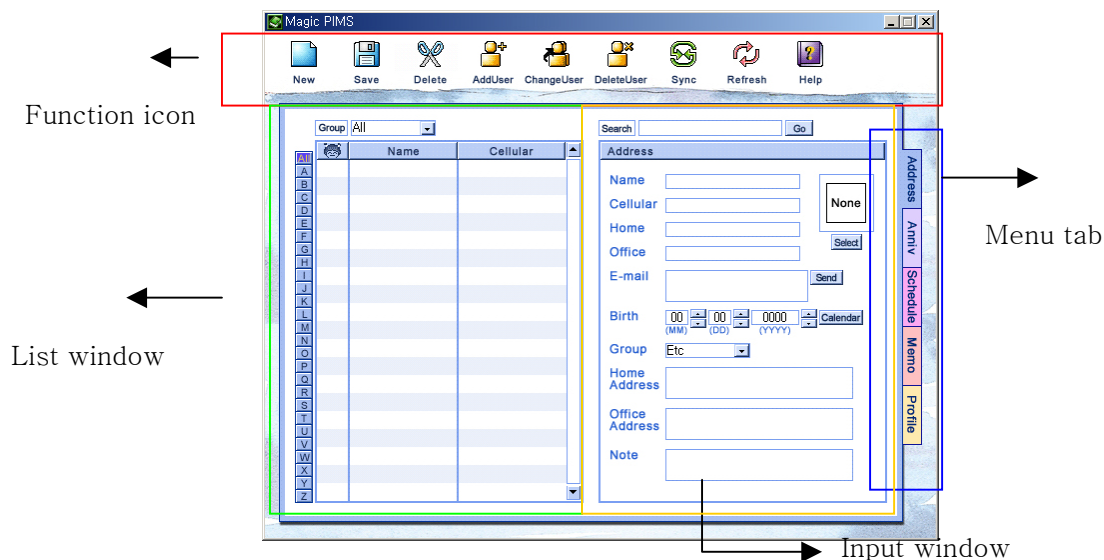 Magic PIMS
New Save Delete AddUser ChangeUser DeleteUser Sync Refresh Help
Function icon
Group All
Search Go
Name Cellular
Address
All
A
B
C
D
E
F
G
H
I
J
K
L
M
N
O
P
Q
R
S
T
U
V
W
X
Y
Z
Name
None
Cellular
Home
Select
Office
E-mail
Send
Birth 00 00 0000 Calendar
(MM) (DD) (YYYY)
Group Etc
Home
Address
Office
Address
Note
Address
Anniv
Schedule
Memo
Profile
Menu tab
List window
Input window